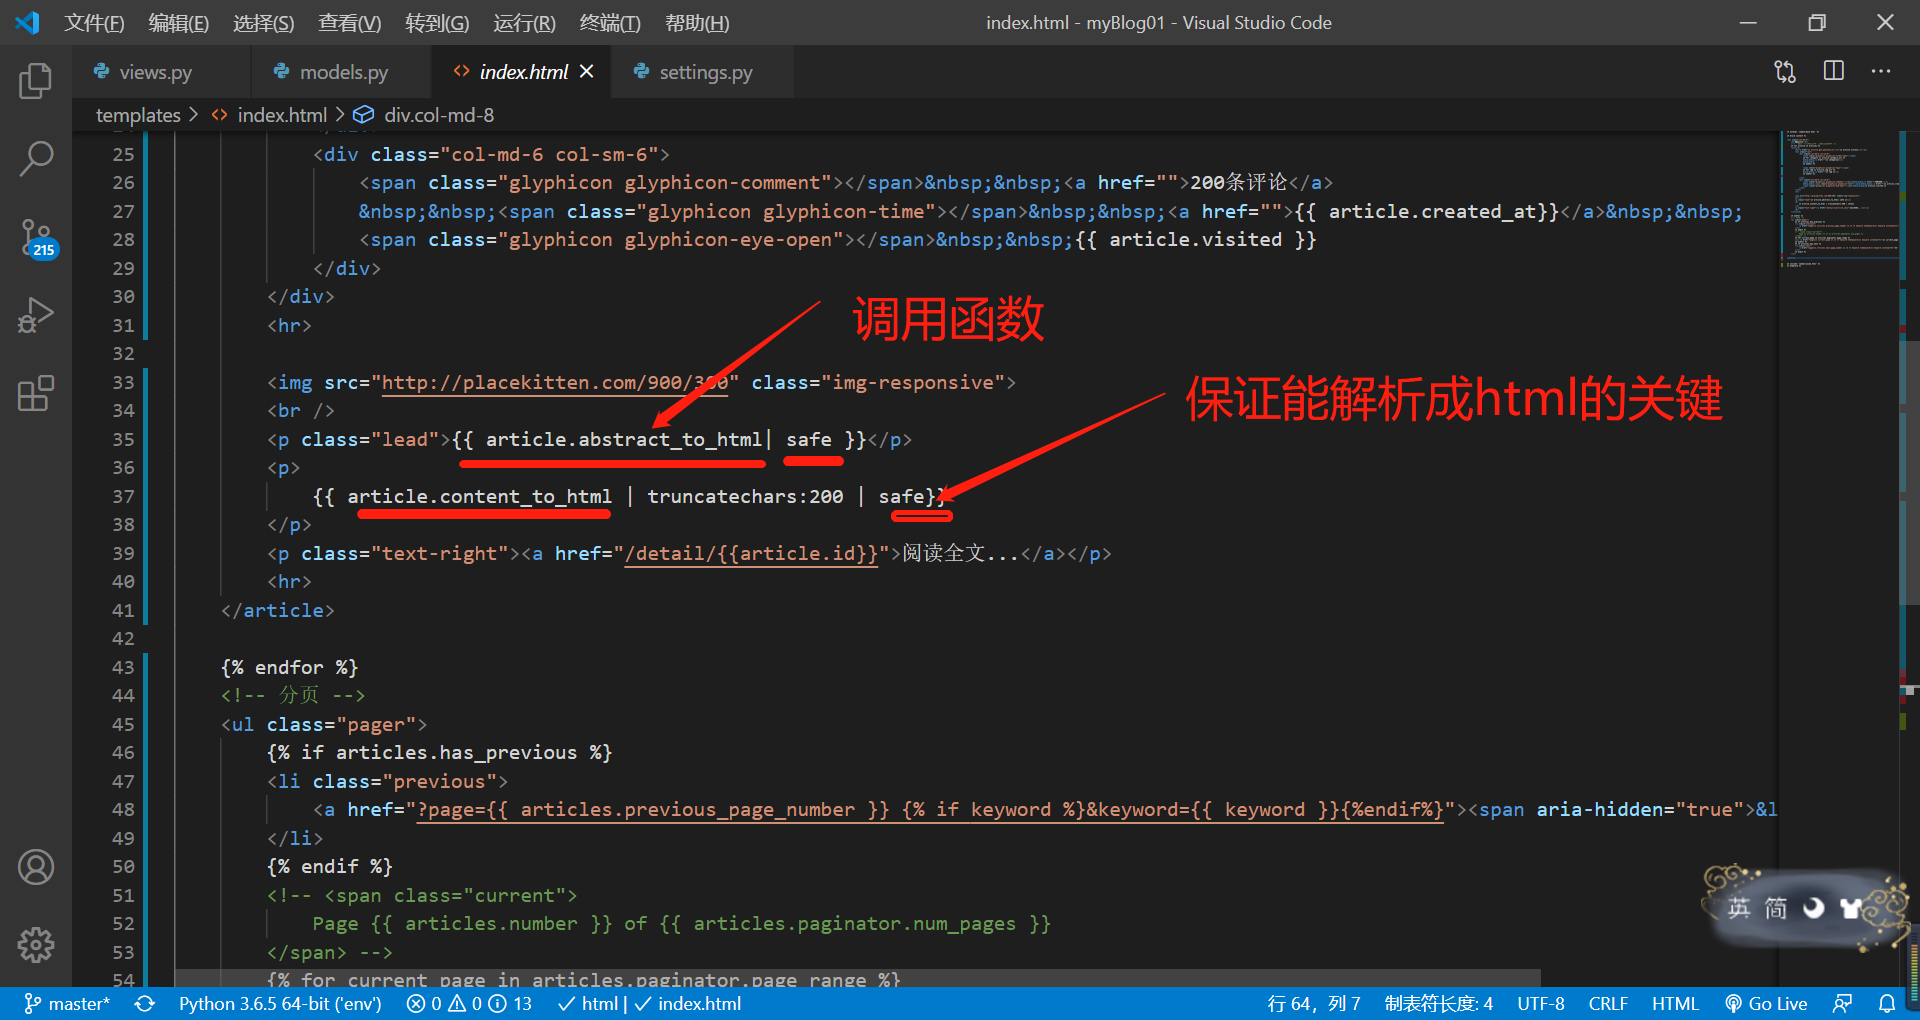 文件(F) 编辑(E) 选择(S) 查看(V) 转到(G) 运行(R) 终端(T) 帮助(H) index.html - myBlog01 - Visual Studio Code
views.py models.py index.html settings.py
templates > index.html > div.col-md-8
25 <div class="col-md-6 col-sm-6">
26 <span class="glyphicon glyphicon-comment"></span>&nbsp;&nbsp;<a href="">200条评论</a>
27 &nbsp;&nbsp;<span class="glyphicon glyphicon-time"></span>&nbsp;&nbsp;<a href="">{{ article.created_at}}</a>&nbsp;&nbsp;
28 <span class="glyphicon glyphicon-eye-open"></span>&nbsp;&nbsp;{{ article.visited }}
29 </div>
30 </div>
31 <hr>
调用函数
32
33 <img src="http://placekitten.com/900/300" class="img-responsive">
保证能解析成html的关键
34 <br />
35 <p class="lead">{{ article.abstract_to_html| safe }}</p>
36 <p>
37 {{ article.content_to_html | truncatechars:200 | safe}}
38 </p>
39 <p class="text-right"><a href="/detail/{{article.id}}">阅读全文...</a></p>
40 <hr>
41 </article>
42
43 {% endfor %}
44 <!-- 分页 -->
45 <ul class="pager">
46 {% if articles.has_previous %}
47 <li class="previous">
48 <a href="?page={{ articles.previous_page_number }} {% if keyword %}&keyword={{ keyword }}{%endif%}"><span aria-hidden="true">&l
49 </li>
50 {% endif %}
51 <!-- <span class="current">
52 Page {{ articles.number }} of {{ articles.paginator.num_pages }}
53 </span> -->
54 {% for current_page in articles.paginator.page_range %}
215
英 简
master* Python 3.6.5 64-bit ('env') 0 0 13 html | index.html 行 64，列 7 制表符长度: 4 UTF-8 CRLF HTML Go Live